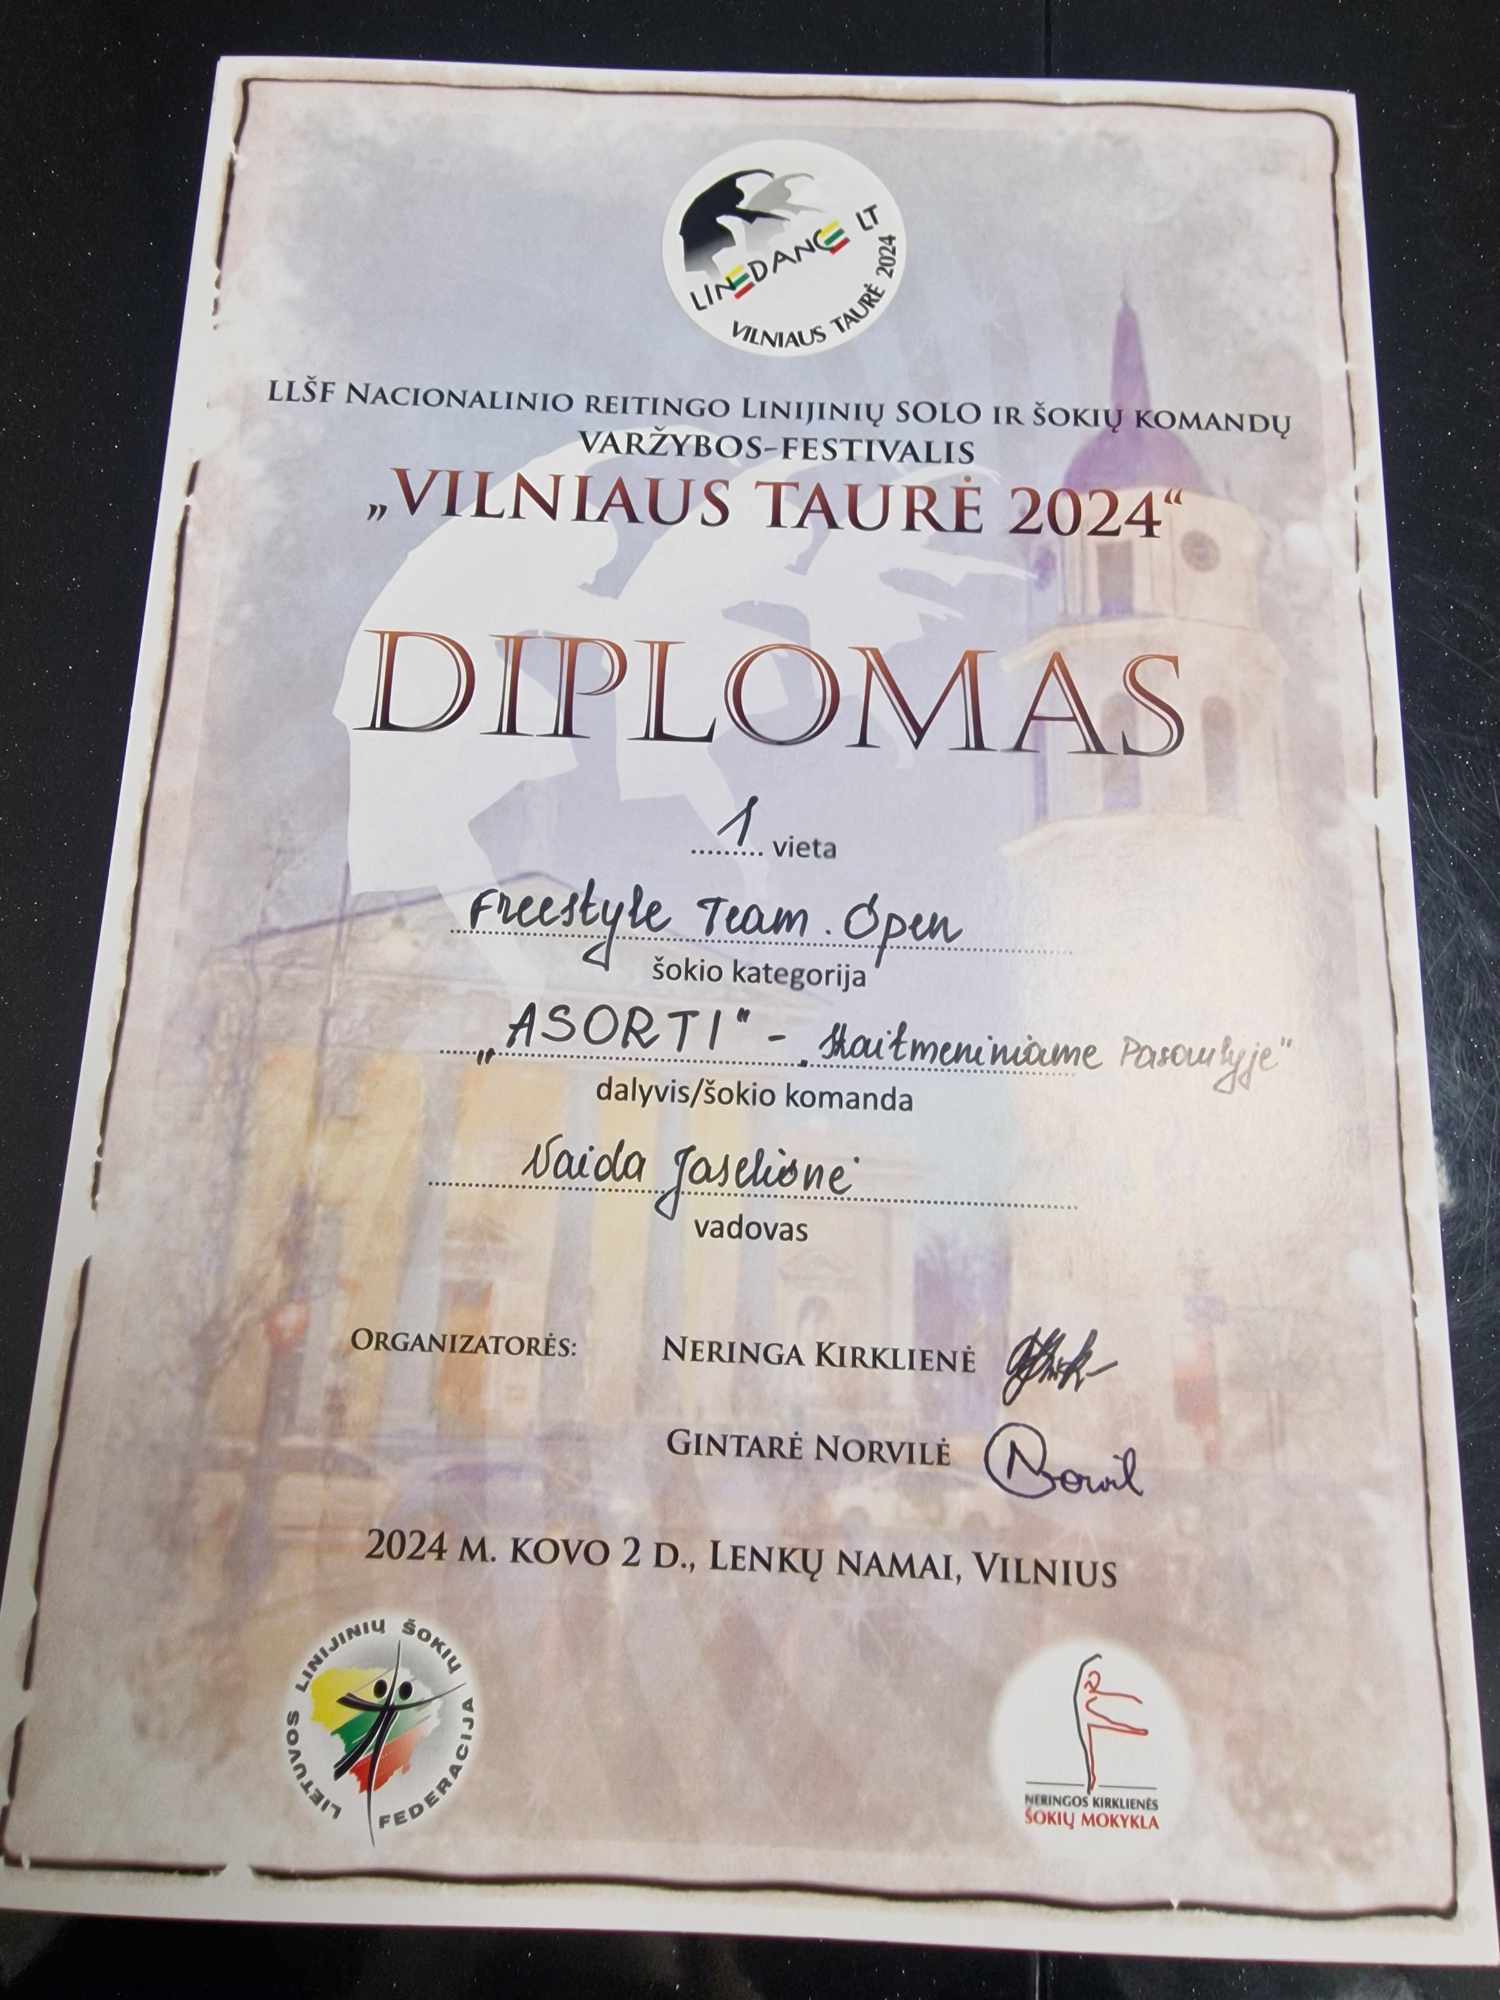 LINEDANCE LT
VILNIAUS TAURĖ 2024
LLŠF NACIONALINIO REITINGO LINIJINIŲ SOLO IR ŠOKIŲ KOMANDŲ
VARŽYBOS-FESTIVALIS
„VILNIAUS TAURĖ 2024“
DIPLOMAS
1 vieta
Freestyle Team. Open
šokio kategorija
„ASORTI" - „Skaitmeniniame Pasaulyje"
dalyvis/šokio komanda
Vaida Jaselionė
vadovas
ORGANIZATORĖS: NERINGA KIRKLIENĖ
GINTARĖ NORVILĖ
2024 M. KOVO 2 D., LENKŲ NAMAI, VILNIUS
LIETUVOS LINIJINIŲ ŠOKIŲ FEDERACIJA
NERINGOS KIRKLIENĖS
ŠOKIŲ MOKYKLA